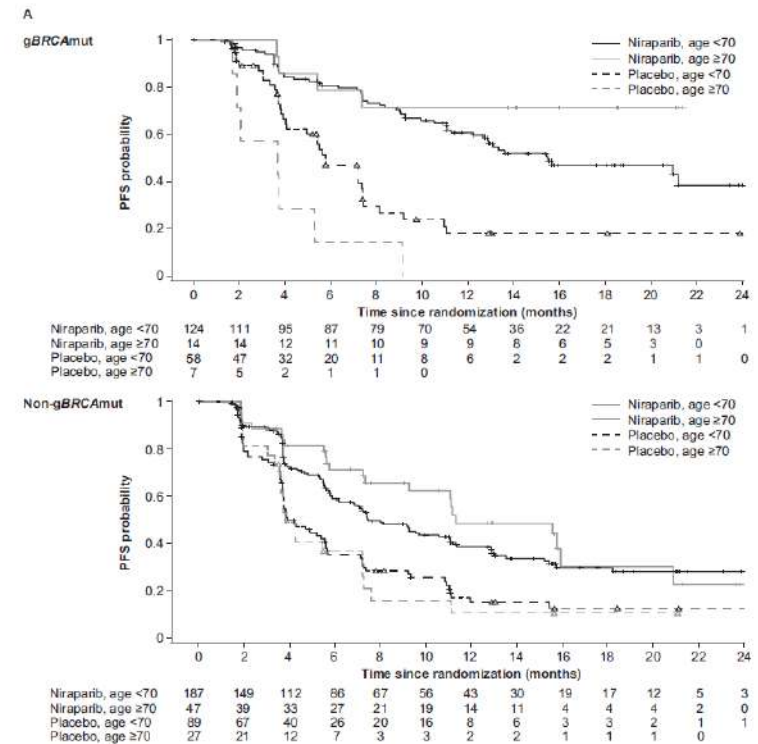 A
gBRCAmut
Niraparib, age <70
Niraparib, age ≥70
Placebo, age <70
Placebo, age ≥70
PFS probability
1
0.8
0.6
0.4
0.2
0
0 2 4 6 8 10 12 14 16 18 20 22 24
Time since randomization (months)
Niraparib, age <70 124 111 95 87 79 70 54 36 22 21 13 3 1
Niraparib, age ≥70 14 14 12 11 10 9 9 8 6 5 3 0
Placebo, age <70 58 47 32 20 11 8 6 2 2 2 1 1 0
Placebo, age ≥70 7 5 2 1 1 0
Non-gBRCAmut
Niraparib, age <70
Niraparib, age ≥70
Placebo, age <70
Placebo, age ≥70
PFS probability
1
0.8
0.6
0.4
0.2
0
0 2 4 6 8 10 12 14 16 18 20 22 24
Time since randomization (months)
Niraparib, age <70 187 149 112 86 67 56 43 30 19 17 12 5 3
Niraparib, age ≥70 47 39 33 27 21 19 14 11 4 4 4 2 0
Placebo, age <70 89 67 40 26 20 16 8 6 3 3 2 1 1
Placebo, age ≥70 27 21 12 7 3 3 2 2 1 1 1 0